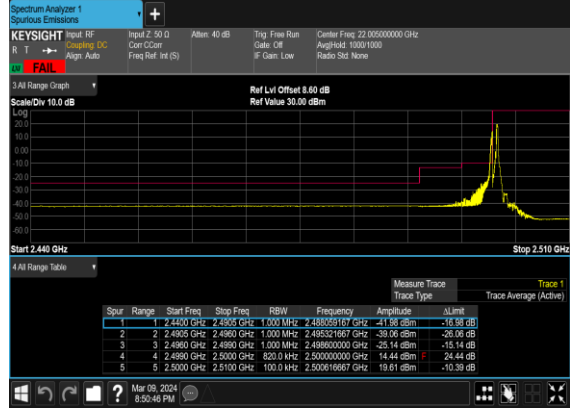 Spectrum Analyzer 1
Spurious Emissions
KEYSIGHT Input: RF Input Z: 50 Ω Atten: 40 dB Trig: Free Run Center Freq: 22.005000000 GHz
R T Coupling: DC Corr CCorr Gate: Off Avg|Hold: 1000/1000
Align: Auto Freq Ref: Int (S) IF Gain: Low Radio Std: None
LV FAIL
3 All Range Graph
Ref Lvl Offset 8.60 dB
Scale/Div 10.0 dB Ref Value 30.00 dBm
Log
20.0
10.0
0.00
-10.0
-20.0
-30.0
-40.0
-50.0
-60.0
Start 2.440 GHz Stop 2.510 GHz
4 All Range Table
Measure Trace Trace 1
Trace Type Trace Average (Active)
Spur Range Start Freq Stop Freq RBW Frequency Amplitude ΔLimit
1 1 2.4400 GHz 2.4905 GHz 1.000 MHz 2.488059167 GHz -41.98 dBm -16.98 dB
2 2 2.4905 GHz 2.4960 GHz 1.000 MHz 2.495321667 GHz -39.06 dBm -26.06 dB
3 3 2.4960 GHz 2.4990 GHz 1.000 MHz 2.498600000 GHz -25.14 dBm -15.14 dB
4 4 2.4990 GHz 2.5000 GHz 820.0 kHz 2.500000000 GHz 14.44 dBm F 24.44 dB
5 5 2.5000 GHz 2.5100 GHz 100.0 kHz 2.500616667 GHz 19.61 dBm -10.39 dB
?
Mar 09, 2024
8:50:46 PM